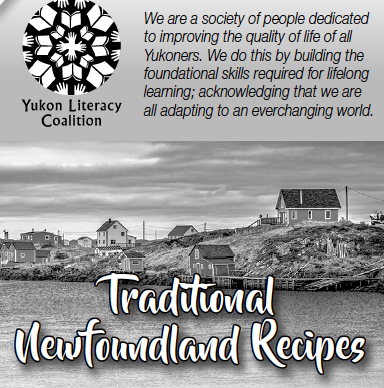 Yukon Literacy
Coalition
We are a society of people dedicated
to improving the quality of life of all
Yukoners. We do this by building the
foundational skills required for lifelong
learning; acknowledging that we are
all adapting to an everchanging world.
Traditional
Newfoundland Recipes